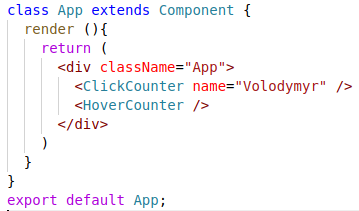 class App extends Component {
  render (){
    return (
      <div className="App">
        <ClickCounter name="Volodymyr" />
        <HoverCounter />
      </div>
    )
  }
}
export default App;